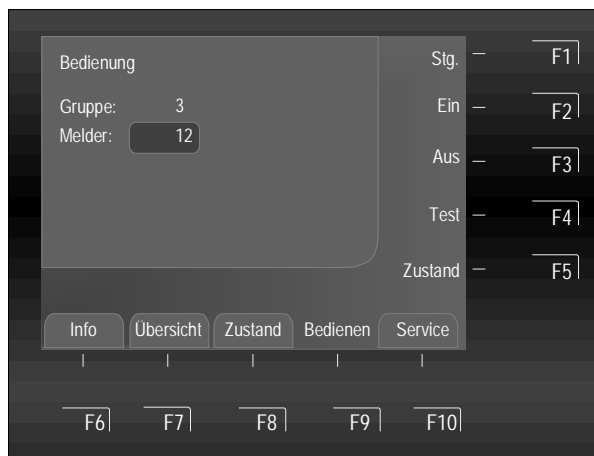 Bedienung
Gruppe: 3
Melder: 12
Stg. F1
Ein F2
Aus F3
Test F4
Zustand F5
Info Übersicht Zustand Bedienen Service
F6 F7 F8 F9 F10